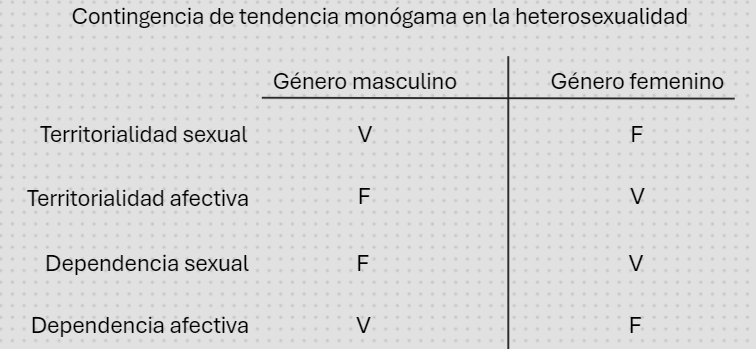 Contingencia de tendencia monógama en la heterosexualidad
Género masculino Género femenino
Territorialidad sexual V F
Territorialidad afectiva F V
Dependencia sexual F V
Dependencia afectiva V F